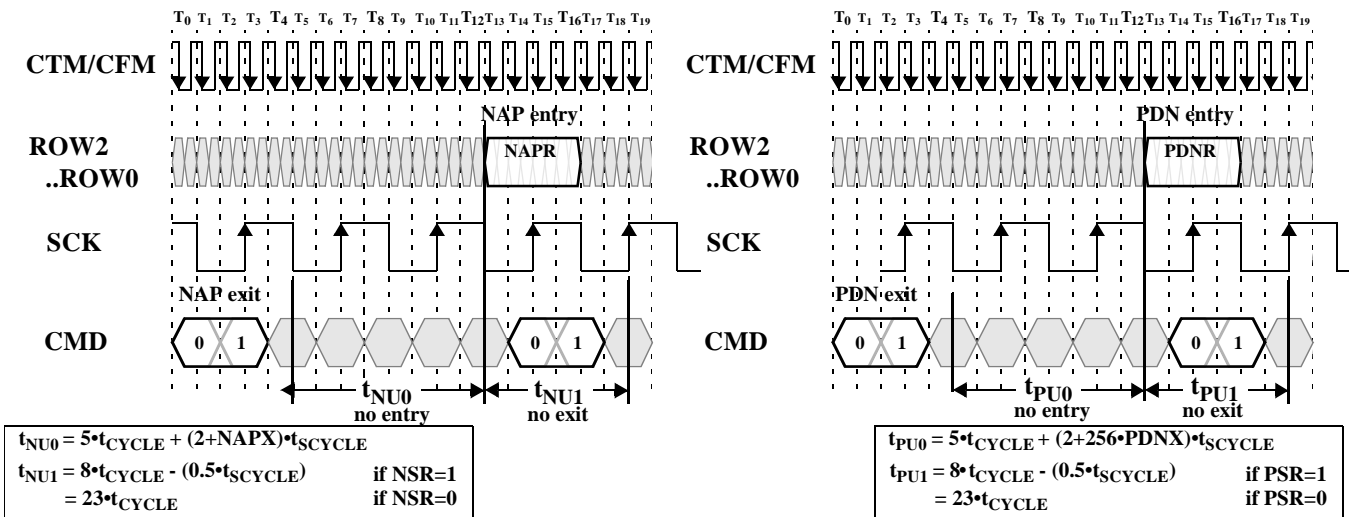 T0 T1 T2 T3 T4 T5 T6 T7 T8 T9 T10 T11 T12 T13 T14 T15 T16 T17 T18 T19
CTM/CFM
NAP entry
ROW2
..ROW0
NAPR
SCK
NAP exit
CMD
0 1 0 1
tNU0 tNU1
no entry no exit
tNU0 = 5•tCYCLE + (2+NAPX)•tSCYCLE
tNU1 = 8•tCYCLE - (0.5•tSCYCLE) if NSR=1
= 23•tCYCLE if NSR=0
T0 T1 T2 T3 T4 T5 T6 T7 T8 T9 T10 T11 T12 T13 T14 T15 T16 T17 T18 T19
CTM/CFM
PDN entry
ROW2
..ROW0
PDNR
SCK
PDN exit
CMD
0 1 0 1
tPU0 tPU1
no entry no exit
tPU0 = 5•tCYCLE + (2+256•PDNX)•tSCYCLE
tPU1 = 8•tCYCLE - (0.5•tSCYCLE) if PSR=1
= 23•tCYCLE if PSR=0